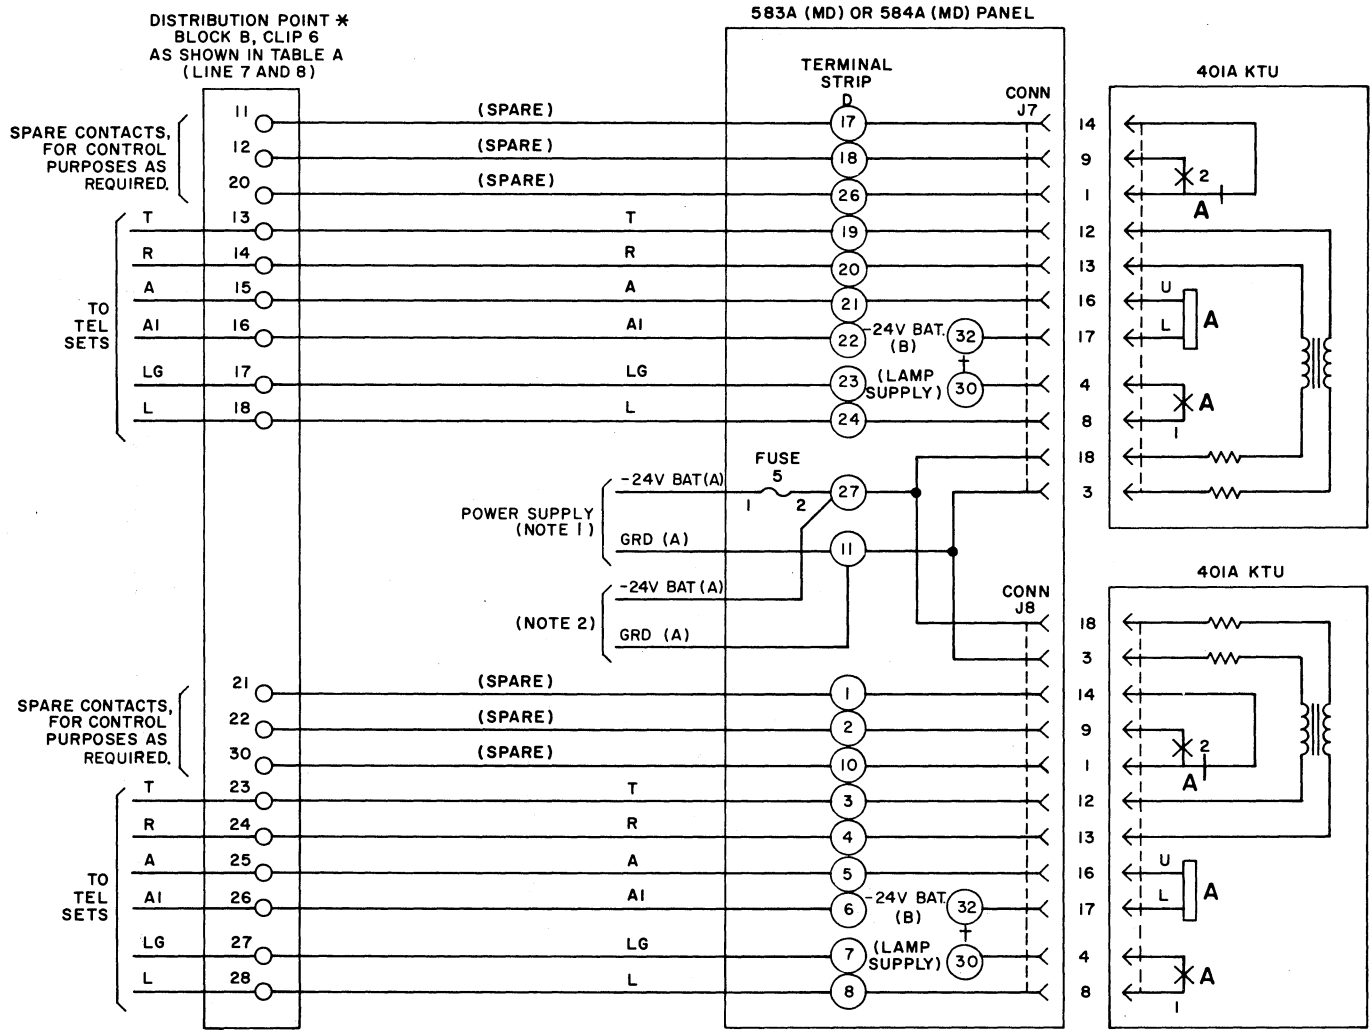 DISTRIBUTION POINT *
BLOCK B, CLIP 6
AS SHOWN IN TABLE A
(LINE 7 AND 8)
583A (MD) OR 584A (MD) PANEL
TERMINAL
STRIP
D
CONN
J7
401A KTU
SPARE CONTACTS,
FOR CONTROL
PURPOSES AS
REQUIRED.
11 (SPARE) 17 14
12 (SPARE) 18 9
2
20 (SPARE) 26 1
A
T 13 T 19 12
R 14 R 20 13
A 15 A 21 16 U
A
TO
TEL
SETS
A1 16 A1 22 -24V BAT. 32 17 L
(B)
LG 17 LG 23 (LAMP
SUPPLY) 30 4
A
L 18 L 24 8 1
18
FUSE
5
POWER SUPPLY
(NOTE 1)
-24V BAT(A) 1 2 27 3
GRD (A) 11
(NOTE 2)
-24V BAT(A)
GRD (A)
CONN
J8
401A KTU
18
3
SPARE CONTACTS,
FOR CONTROL
PURPOSES AS
REQUIRED.
21 (SPARE) 1 14
22 (SPARE) 2 9
2
30 (SPARE) 10 1
A
T 23 T 3 12
R 24 R 4 13
A 25 A 5 16 U
A
TO
TEL
SETS
A1 26 A1 6 -24V BAT. 32 17 L
(B)
LG 27 LG 7 (LAMP
SUPPLY) 30 4
A
L 28 L 8 8 1